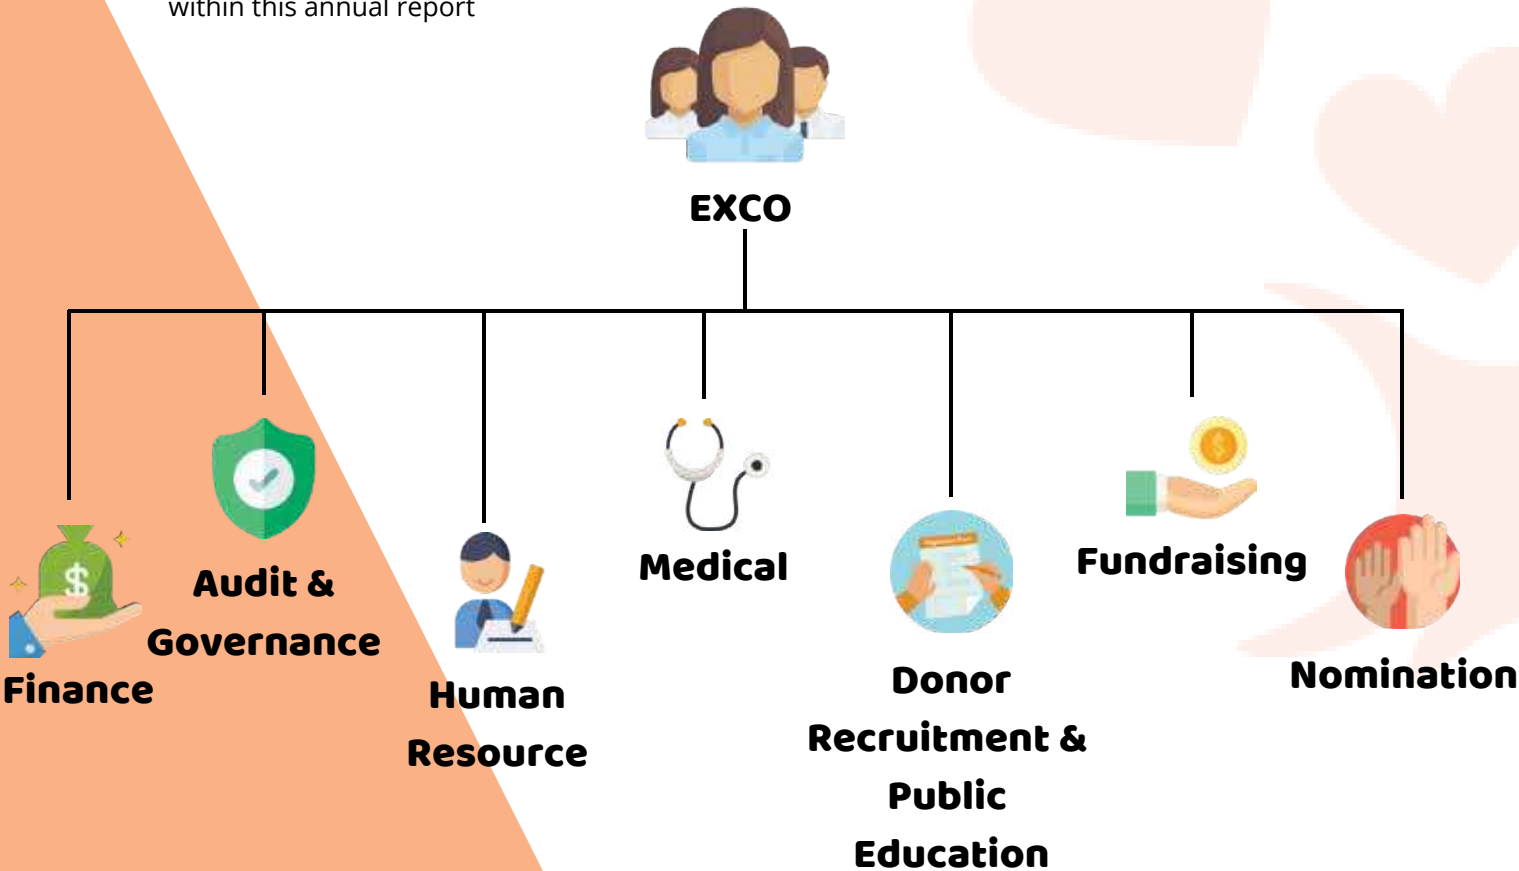 within this annual report
EXCO
Finance
Audit &
Governance
Human
Resource
Medical
Donor
Recruitment &
Public
Education
Fundraising
Nomination